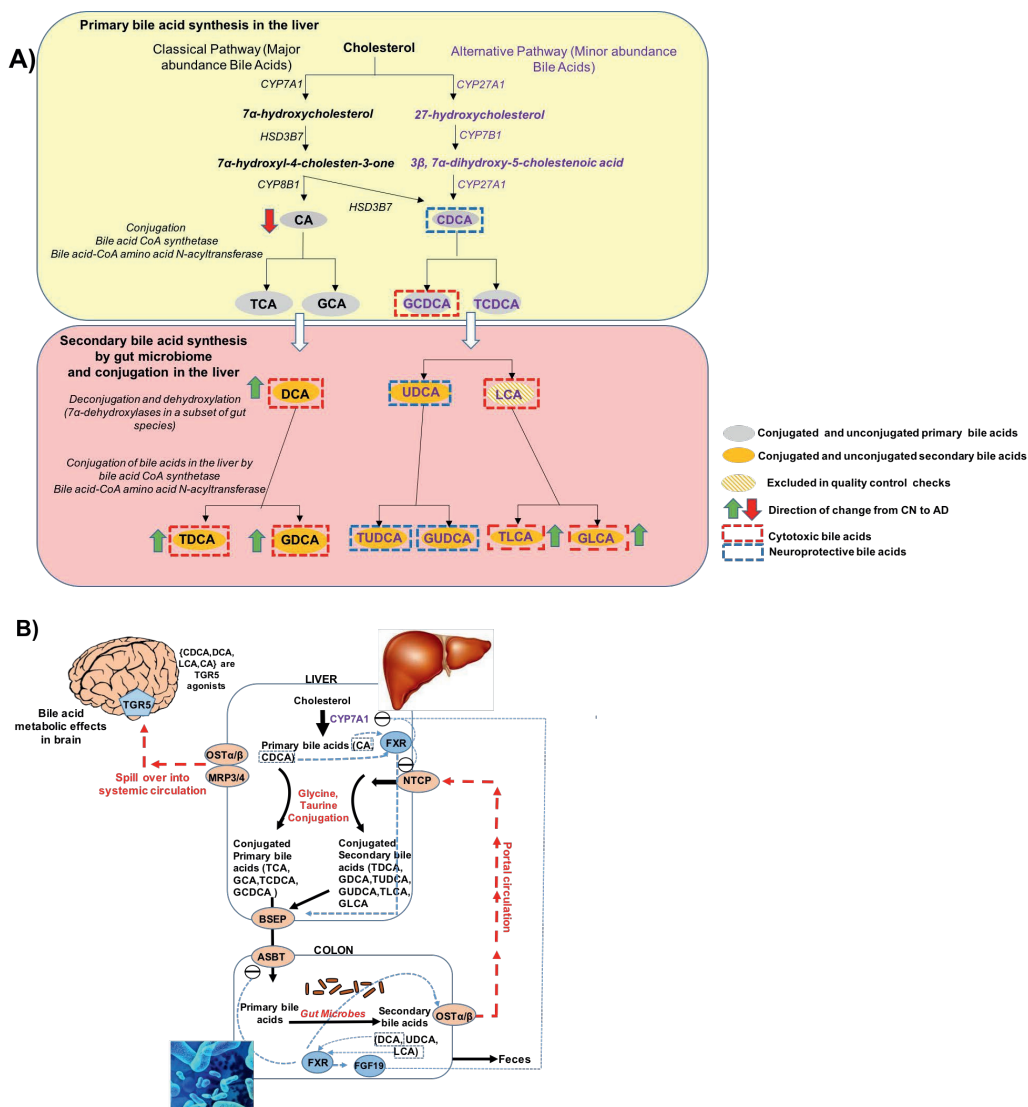 A)
Primary bile acid synthesis in the liver
Classical Pathway (Major
abundance Bile Acids)
Cholesterol
Alternative Pathway (Minor abundance
Bile Acids)
CYP7A1
CYP27A1
7α-hydroxycholesterol
27-hydroxycholesterol
HSD3B7
CYP7B1
7α-hydroxyl-4-cholesten-3-one
3β, 7α-dihydroxy-5-cholestenoic acid
CYP8B1
HSD3B7
CYP27A1
CA
CDCA
Conjugation
Bile acid CoA synthetase
Bile acid-CoA amino acid N-acyltransferase
TCA
GCA
GCDCA
TCDCA
Secondary bile acid synthesis
by gut microbiome
and conjugation in the liver
Deconjugation and dehydroxylation
(7α-dehydroxylases in a subset of gut
species)
DCA
UDCA
LCA
Conjugation of bile acids in the liver by
bile acid CoA synthetase
Bile acid-CoA amino acid N-acyltransferase
TDCA
GDCA
TUDCA
GUDCA
TLCA
GLCA
Conjugated and unconjugated primary bile acids
Conjugated and unconjugated secondary bile acids
Excluded in quality control checks
Direction of change from CN to AD
Cytotoxic bile acids
Neuroprotective bile acids
B)
{CDCA,DCA,
LCA,CA} are
TGR5
agonists
TGR5
Bile acid
metabolic effects
in brain
Spill over into
systemic circulation
OSTα/β
MRP3/4
LIVER
Cholesterol
CYP7A1
Primary bile acids (CA,
CDCA)
FXR
NTCP
Glycine,
Taurine
Conjugation
Conjugated
Primary bile
acids (TCA,
GCA,TCDCA,
GCDCA )
Conjugated
Secondary bile
acids (TDCA,
GDCA,TUDCA,
GUDCA,TLCA,
GLCA
BSEP
Portal circulation
ASBT
COLON
Primary bile
acids
Gut Microbes
Secondary
bile acids
OSTα/β
(DCA, UDCA,
LCA)
FXR
FGF19
Feces